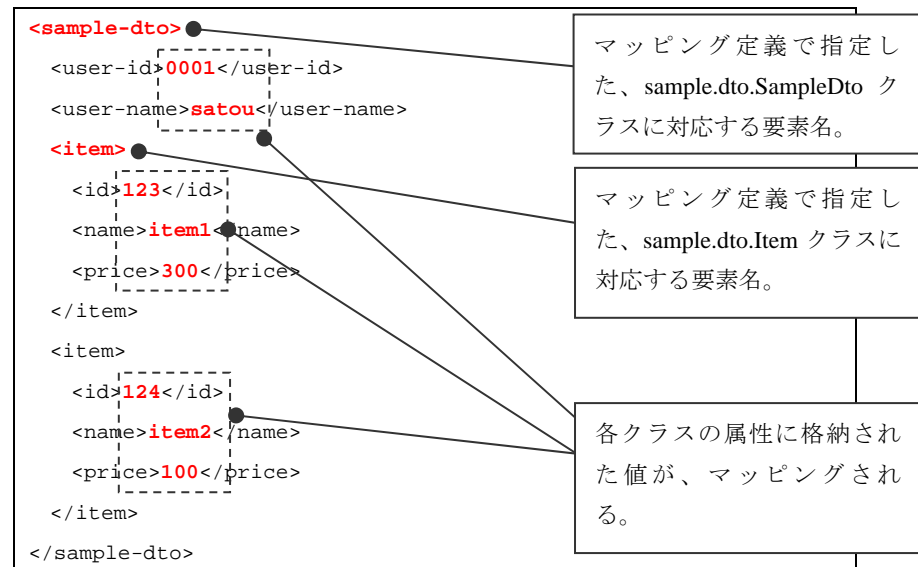 <sample-dto>
<user-id>0001</user-id>
<user-name>satou</user-name>
<item>
<id>123</id>
<name>item1</name>
<price>300</price>
</item>
<item>
<id>124</id>
<name>item2</name>
<price>100</price>
</item>
</sample-dto>
マッピング定義で指定し
た、sample.dto.SampleDto ク
ラスに対応する要素名。
マッピング定義で指定し
た、sample.dto.Item クラスに
対応する要素名。
各クラスの属性に格納され
た値が、マッピングされ
る。